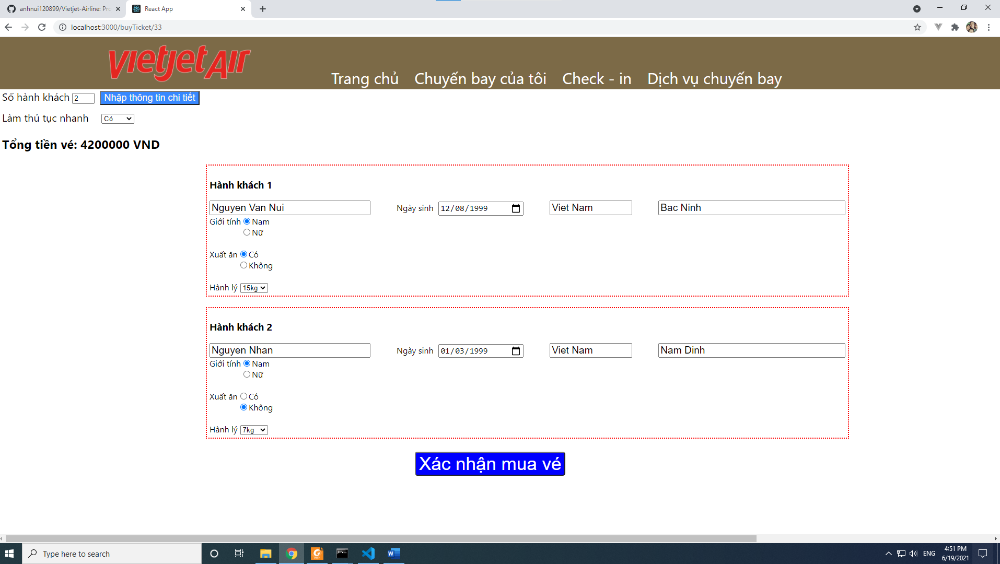 anhnui120899/Vietjet-Airline: Pro
React App
localhost:3000/buyTicket/33
vietjet Air
Trang chủ Chuyến bay của tôi Check - in Dịch vụ chuyến bay
Số hành khách 2 Nhập thông tin chi tiết
Làm thủ tục nhanh Có
Tổng tiền vé: 4200000 VND
Hành khách 1
Nguyen Van Nui Ngày sinh 12/08/1999 Viet Nam Bac Ninh
Giới tính Nam
Nữ
Xuất ăn Có
Không
Hành lý 15kg
Hành khách 2
Nguyen Nhan Ngày sinh 01/03/1999 Viet Nam Nam Dinh
Giới tính Nam
Nữ
Xuất ăn Có
Không
Hành lý 7kg
Xác nhận mua vé
Type here to search
ENG
4:51 PM
6/19/2021